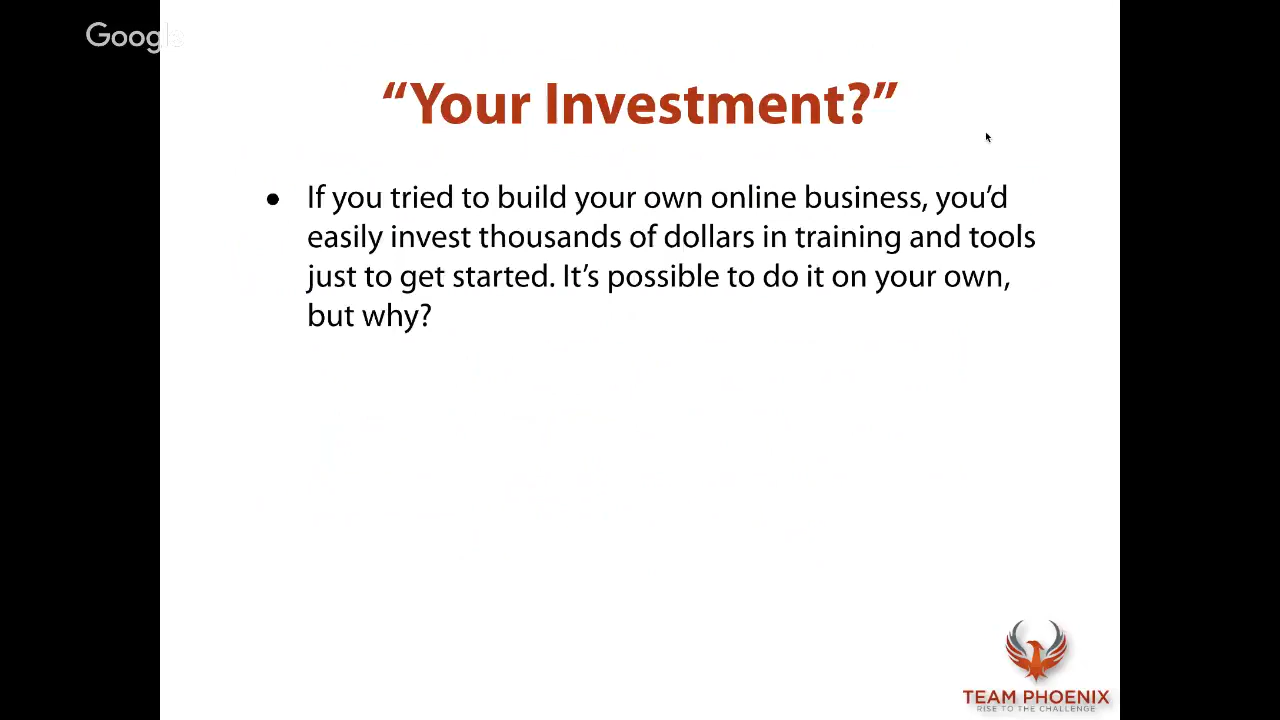 Google
“Your Investment?”
● If you tried to build your own online business, you’d
easily invest thousands of dollars in training and tools
just to get started. It’s possible to do it on your own,
but why?
TEAM PHOENIX
RISE TO THE CHALLENGE